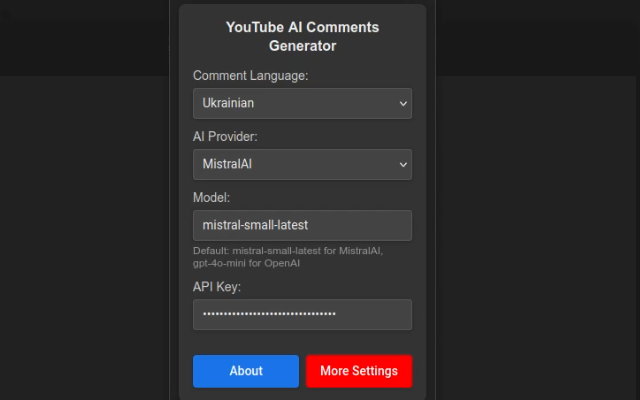 YouTube AI Comments
Generator
Comment Language:
Ukrainian
AI Provider:
MistralAI
Model:
mistral-small-latest
Default: mistral-small-latest for MistralAI,
gpt-4o-mini for OpenAI
API Key:
••••••••••••••••••••••••••••••••
About
More Settings